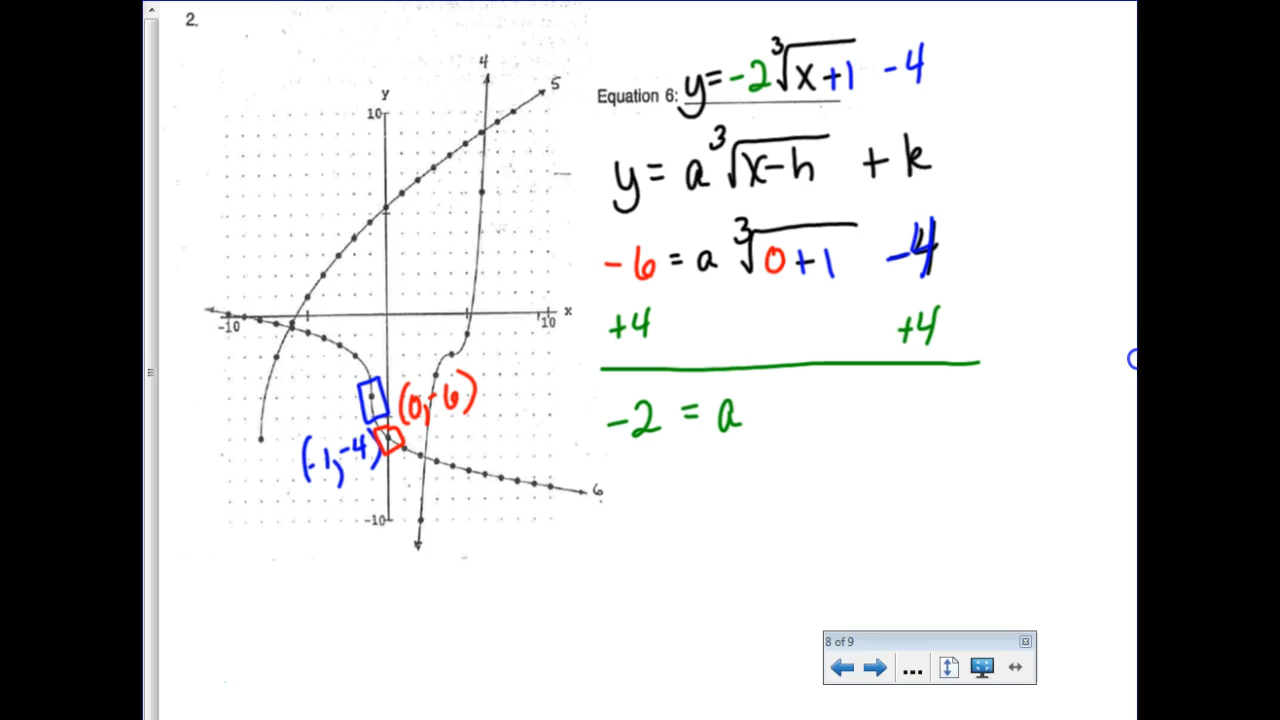 2.
4
5
y
10
Equation 6: y = -2∛x+1 -4
y = a∛x-h + k
-6 = a ∛0+1 -4
x
-10
10
+4 +4
(0,-6)
-2 = a
(-1,-4)
6
-10
8 of 9
...